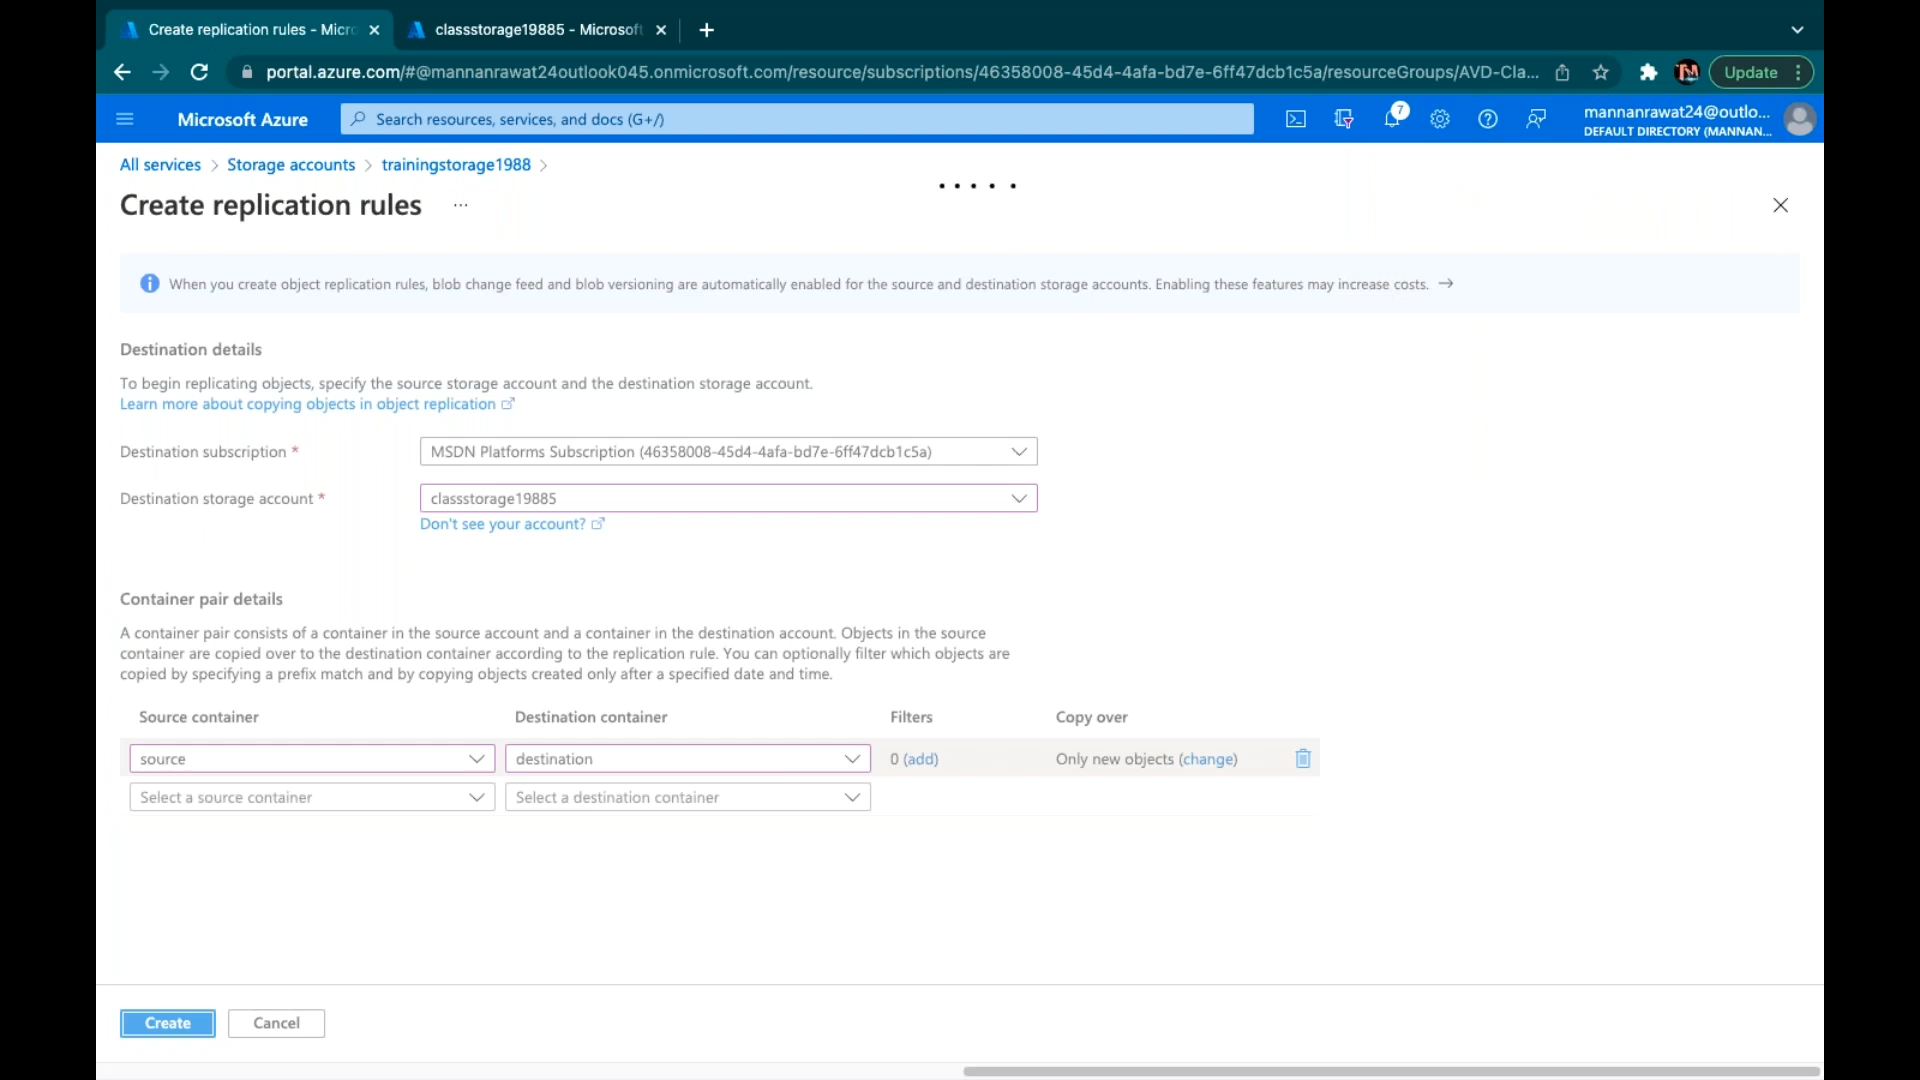 Create replication rules - Micro
classstorage19885 - Microsoft
portal.azure.com/#@mannanrawat24outlook045.onmicrosoft.com/resource/subscriptions/46358008-45d4-4afa-bd7e-6ff47dcb1c5a/resourceGroups/AVD-Cla...
Update
Microsoft Azure
Search resources, services, and docs (G+/)
7
mannanrawat24@outlo...
DEFAULT DIRECTORY (MANNAN...
All services > Storage accounts > trainingstorage1988 >
Create replication rules ...
When you create object replication rules, blob change feed and blob versioning are automatically enabled for the source and destination storage accounts. Enabling these features may increase costs. →
Destination details
To begin replicating objects, specify the source storage account and the destination storage account.
Learn more about copying objects in object replication
Destination subscription *
MSDN Platforms Subscription (46358008-45d4-4afa-bd7e-6ff47dcb1c5a)
Destination storage account *
classstorage19885
Don't see your account?
Container pair details
A container pair consists of a container in the source account and a container in the destination account. Objects in the source
container are copied over to the destination container according to the replication rule. You can optionally filter which objects are
copied by specifying a prefix match and by copying objects created only after a specified date and time.
Source container Destination container Filters Copy over
source destination 0 (add) Only new objects (change)
Select a source container Select a destination container
Create Cancel